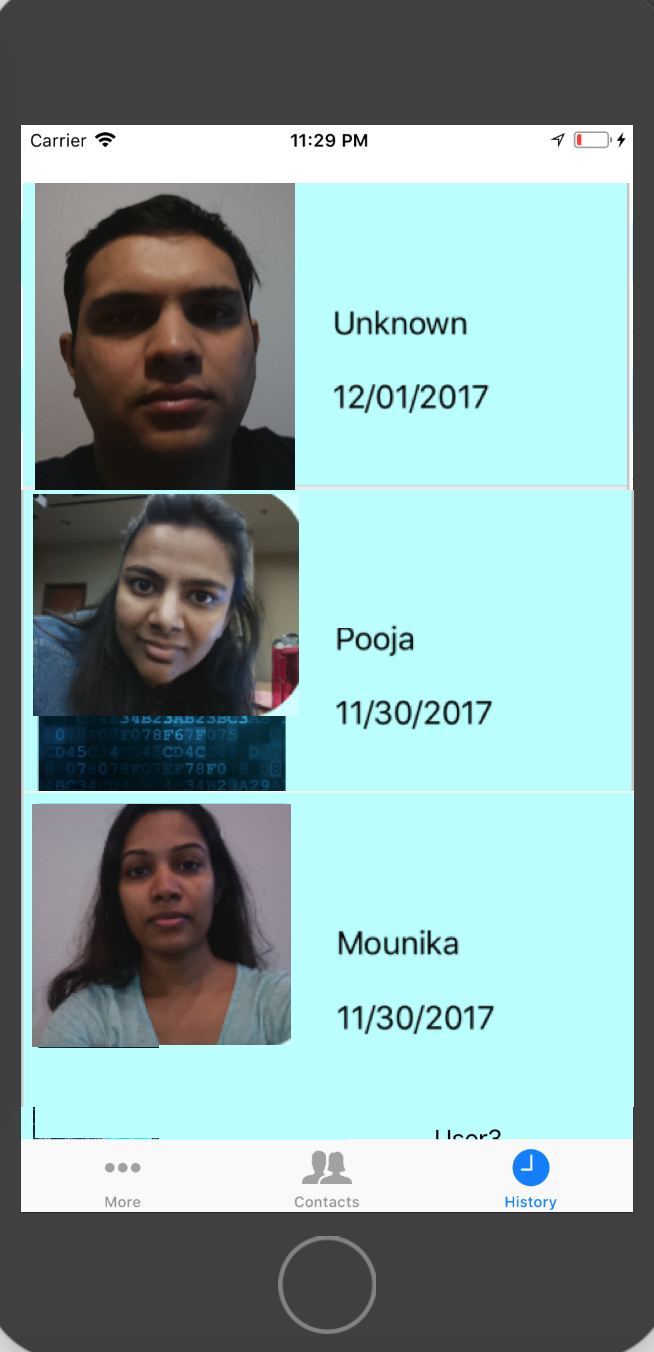 Carrier
11:29 PM
Unknown
12/01/2017
Pooja
11/30/2017
Mounika
11/30/2017
User3
More
Contacts
History